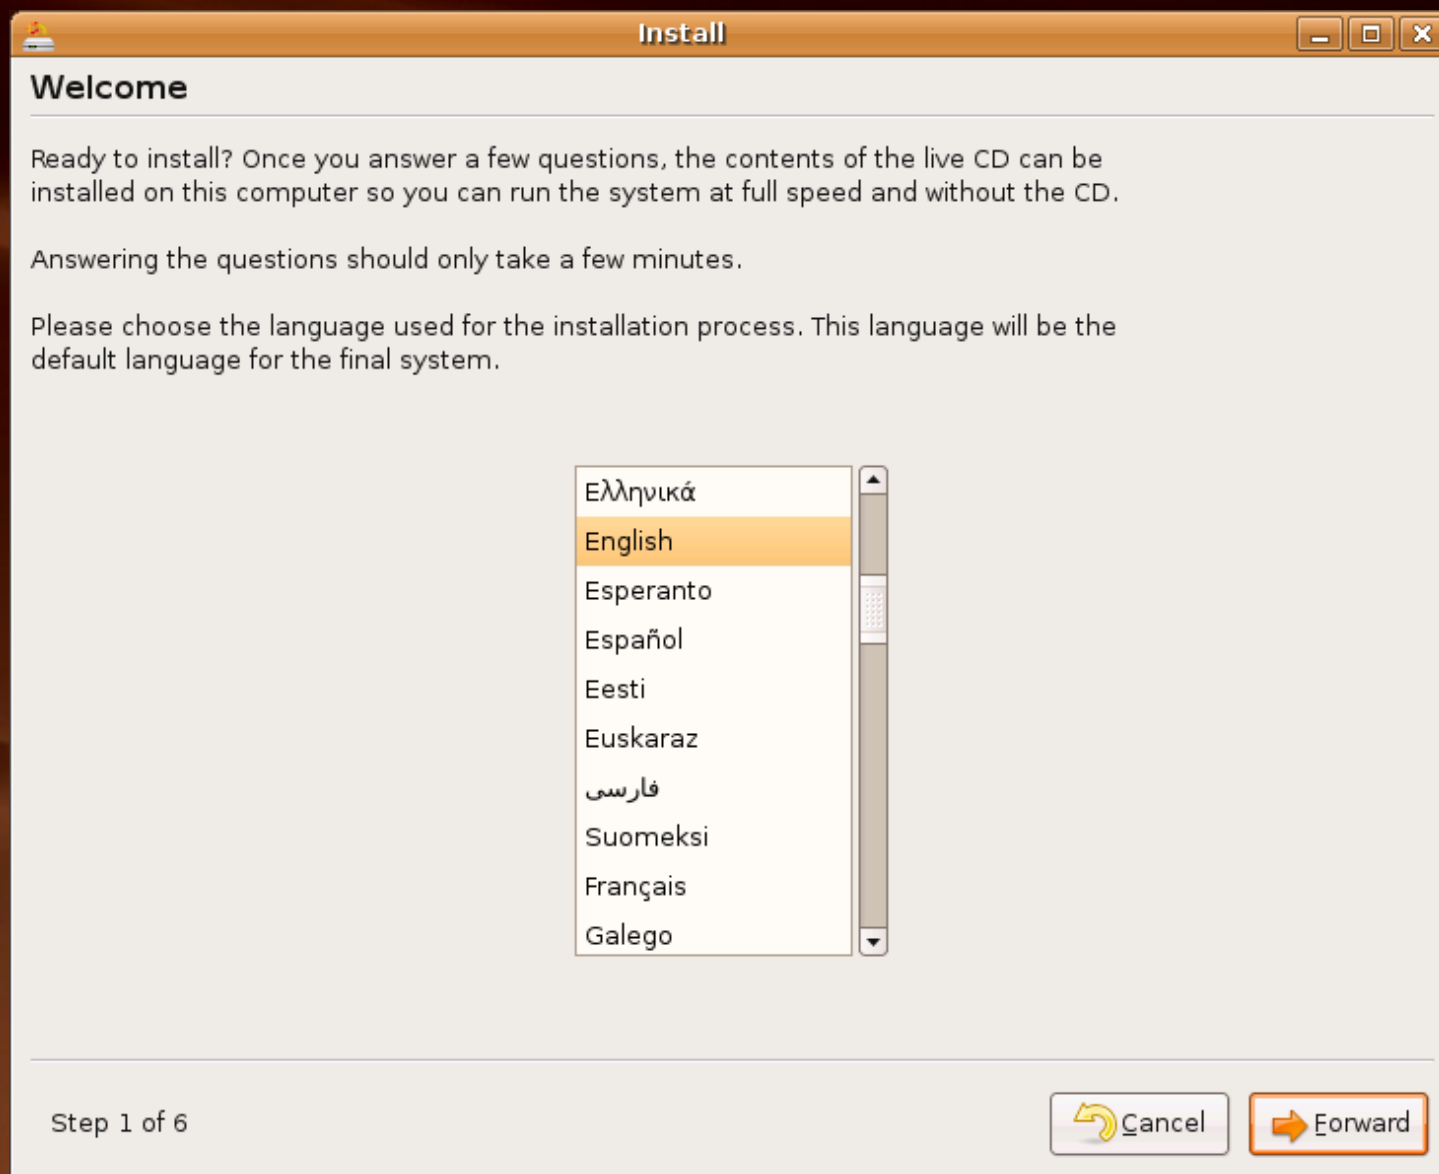 Install
Welcome
Ready to install? Once you answer a few questions, the contents of the live CD can be
installed on this computer so you can run the system at full speed and without the CD.
Answering the questions should only take a few minutes.
Please choose the language used for the installation process. This language will be the
default language for the final system.
Ελληνικά
English
Esperanto
Español
Eesti
Euskaraz
فارسی
Suomeksi
Français
Galego
Step 1 of 6
Cancel
Forward